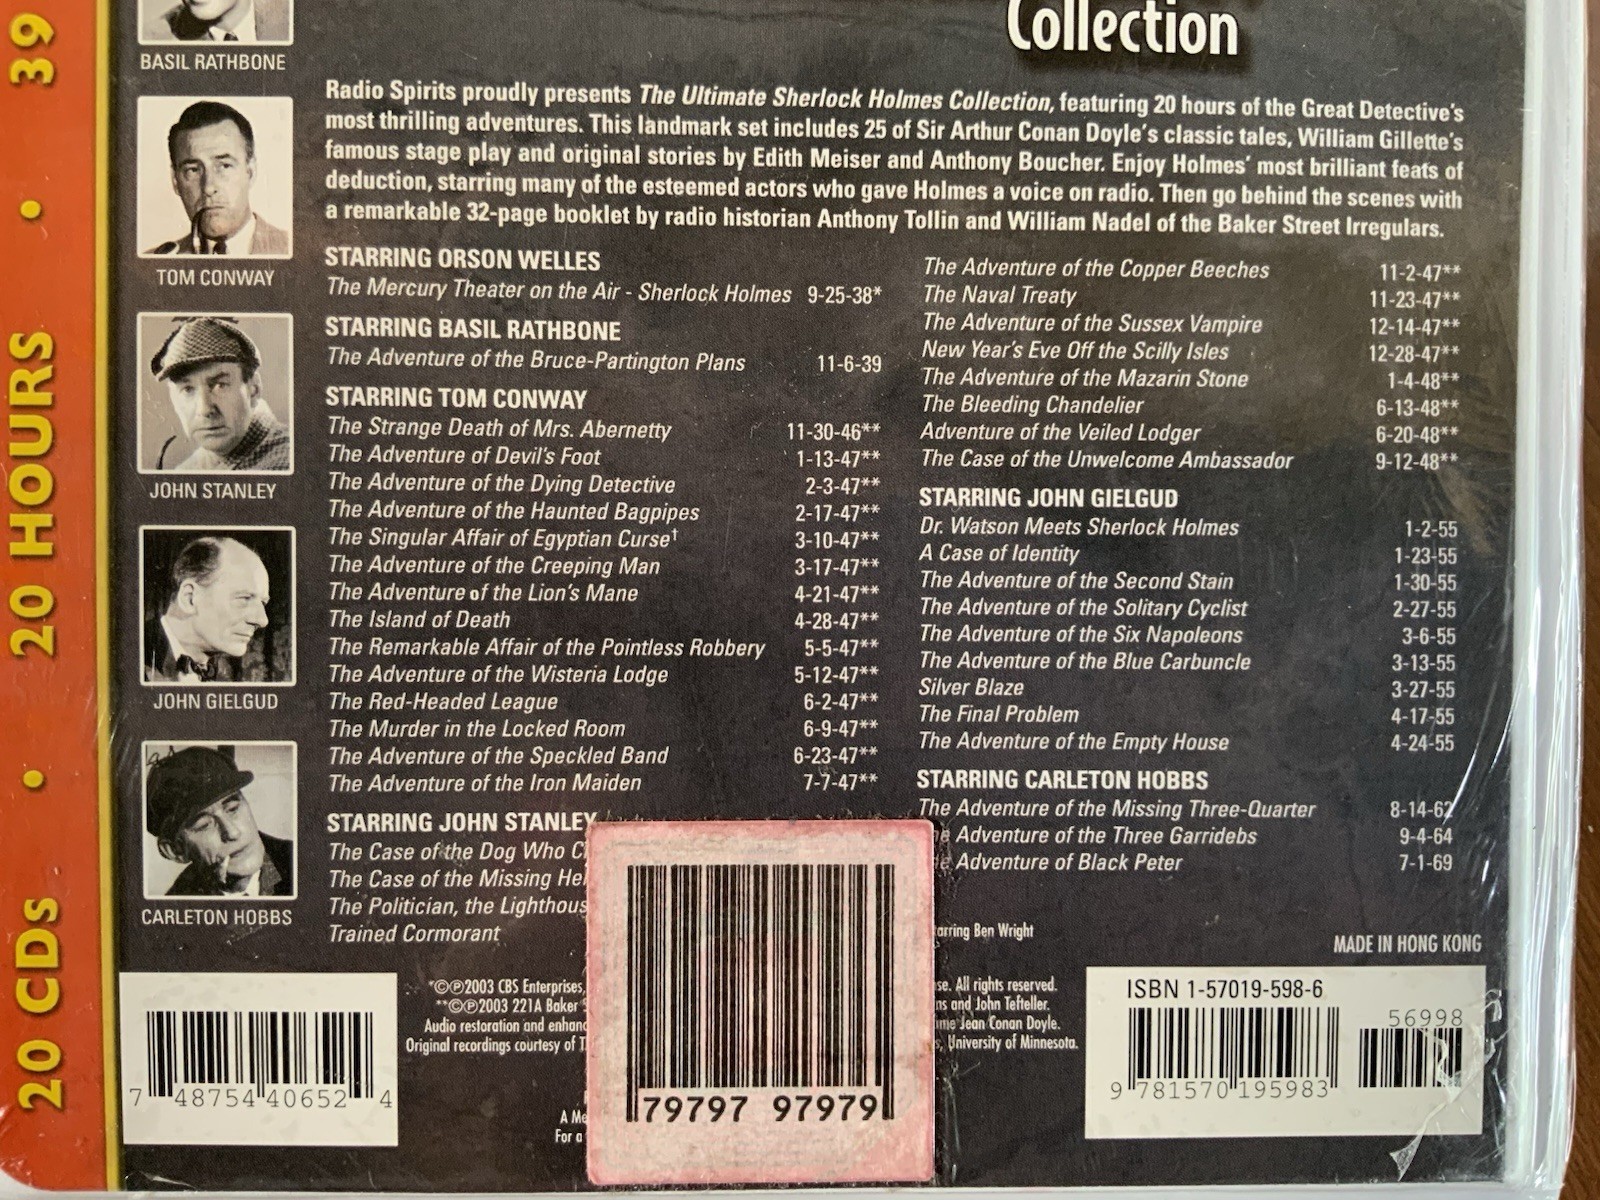 Collection
39 • 20 HOURS • 20 CDs
BASIL RATHBONE
TOM CONWAY
JOHN STANLEY
JOHN GIELGUD
CARLETON HOBBS
Radio Spirits proudly presents The Ultimate Sherlock Holmes Collection, featuring 20 hours of the Great Detective's
most thrilling adventures. This landmark set includes 25 of Sir Arthur Conan Doyle's classic tales, William Gillette's
famous stage play and original stories by Edith Meiser and Anthony Boucher. Enjoy Holmes' most brilliant feats of
deduction, starring many of the esteemed actors who gave Holmes a voice on radio. Then go behind the scenes with
a remarkable 32-page booklet by radio historian Anthony Tollin and William Nadel of the Baker Street Irregulars.
STARRING ORSON WELLES
The Mercury Theater on the Air - Sherlock Holmes 9-25-38*
STARRING BASIL RATHBONE
The Adventure of the Bruce-Partington Plans 11-6-39
STARRING TOM CONWAY
The Strange Death of Mrs. Abernetty 11-30-46**
The Adventure of Devil's Foot 1-13-47**
The Adventure of the Dying Detective 2-3-47**
The Adventure of the Haunted Bagpipes 2-17-47**
The Singular Affair of Egyptian Curse† 3-10-47**
The Adventure of the Creeping Man 3-17-47**
The Adventure of the Lion's Mane 4-21-47**
The Island of Death 4-28-47**
The Remarkable Affair of the Pointless Robbery 5-5-47**
The Adventure of the Wisteria Lodge 5-12-47**
The Red-Headed League 6-2-47**
The Murder in the Locked Room 6-9-47**
The Adventure of the Speckled Band 6-23-47**
The Adventure of the Iron Maiden 7-7-47**
STARRING JOHN STANLEY
The Case of the Dog Who
The Case of the Missing
The Politician, the
Trained Cormorant
The Adventure of the Copper Beeches 11-2-47**
The Naval Treaty 11-23-47**
The Adventure of the Sussex Vampire 12-14-47**
New Year's Eve Off the Scilly Isles 12-28-47**
The Adventure of the Mazarin Stone 1-4-48**
The Bleeding Chandelier 6-13-48**
Adventure of the Veiled Lodger 6-20-48**
The Case of the Unwelcome Ambassador 9-12-48**
STARRING JOHN GIELGUD
Dr. Watson Meets Sherlock Holmes 1-2-55
A Case of Identity 1-23-55
The Adventure of the Second Stain 1-30-55
The Adventure of the Solitary Cyclist 2-27-55
The Adventure of the Six Napoleons 3-6-55
The Adventure of the Blue Carbuncle 3-13-55
Silver Blaze 3-27-55
The Final Problem 4-17-55
The Adventure of the Empty House 4-24-55
STARRING CARLETON HOBBS
The Adventure of the Missing Three-Quarter 8-14-62
Adventure of the Three Garridebs 9-4-64
Adventure of Black Peter 7-1-69
Ben Wright
MADE IN HONG KONG
*©℗2003 CBS Enterprises,
**©℗2003 221A Baker
Audio restoration and
Original recordings courtesy of
All rights reserved.
and John Tefteller.
Jean Conan Doyle.
University of Minnesota.
A
For a
7 48754 40652 4
79797 97979
ISBN 1-57019-598-6
56998
9 781570 195983